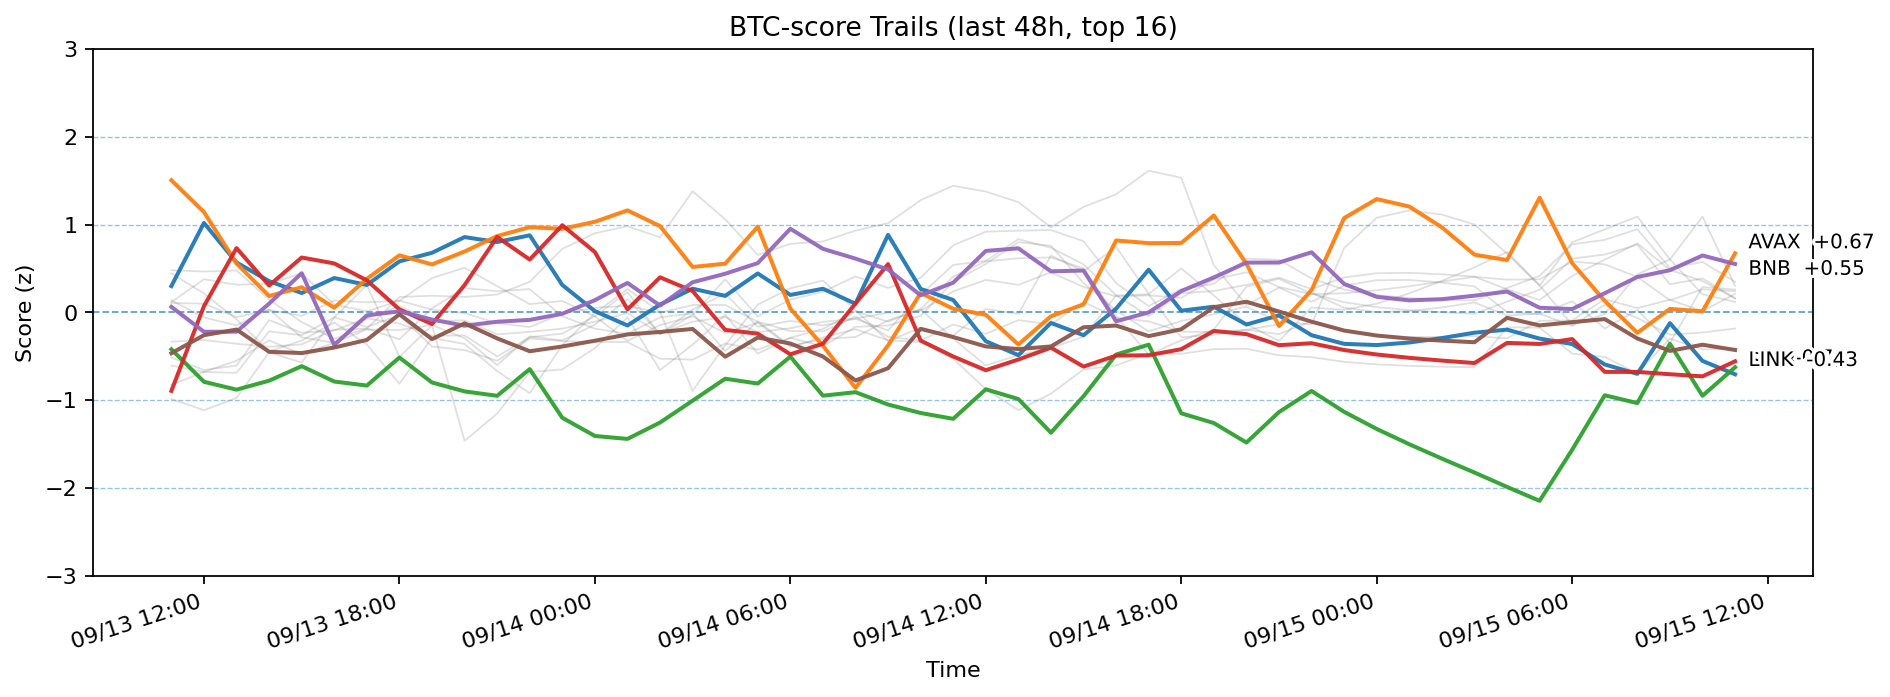 BTC-score Trails (last 48h, top 16)
3
2
1
0
−1
−2
−3
Score (z)
AVAX +0.67
BNB +0.55
LINK -0.43
09/13 12:00
09/13 18:00
09/14 00:00
09/14 06:00
09/14 12:00
09/14 18:00
09/15 00:00
09/15 06:00
09/15 12:00
Time